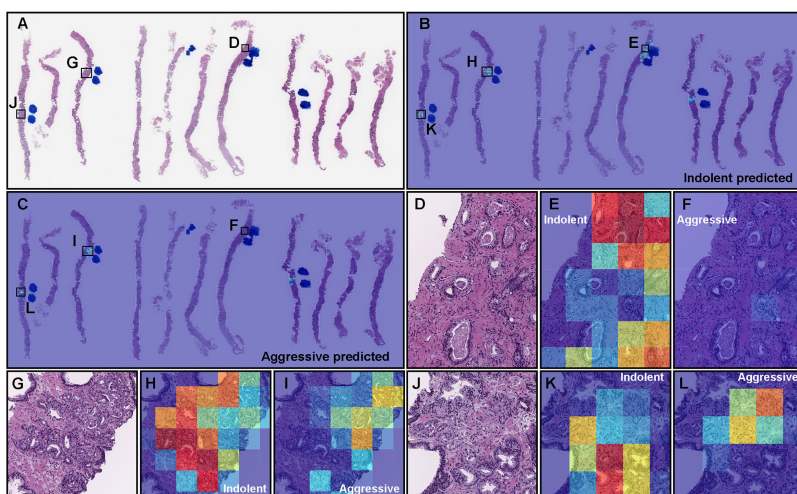 A
G
D
J
B
H
E
K
Indolent predicted
C
I
F
L
Aggressive predicted
D
E
Indolent
F
Aggressive
G
H
Indolent
I
Aggressive
J
K
Indolent
L
Aggressive